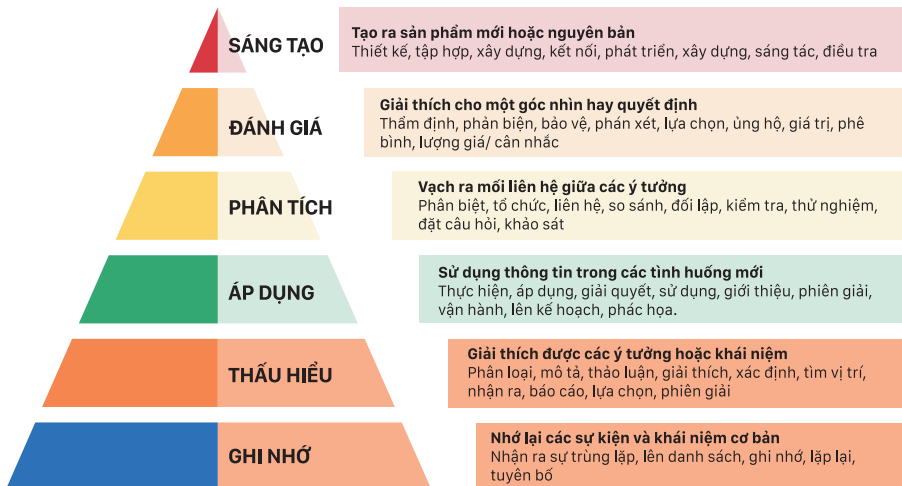 SÁNG TẠO
Tạo ra sản phẩm mới hoặc nguyên bản
Thiết kế, tập hợp, xây dựng, kết nối, phát triển, xây dựng, sáng tác, điều tra
ĐÁNH GIÁ
Giải thích cho một góc nhìn hay quyết định
Thẩm định, phản biện, bảo vệ, phán xét, lựa chọn, ủng hộ, giá trị, phê
bình, lượng giá/ cân nhắc
PHÂN TÍCH
Vạch ra mối liên hệ giữa các ý tưởng
Phân biệt, tổ chức, liên hệ, so sánh, đối lập, kiểm tra, thử nghiệm,
đặt câu hỏi, khảo sát
ÁP DỤNG
Sử dụng thông tin trong các tình huống mới
Thực hiện, áp dụng, giải quyết, sử dụng, giới thiệu, phiên giải,
vận hành, lên kế hoạch, phác họa.
THẤU HIỂU
Giải thích được các ý tưởng hoặc khái niệm
Phân loại, mô tả, thảo luận, giải thích, xác định, tìm vị trí,
nhận ra, báo cáo, lựa chọn, phiên giải
GHI NHỚ
Nhớ lại các sự kiện và khái niệm cơ bản
Nhận ra sự trùng lặp, lên danh sách, ghi nhớ, lặp lại,
tuyên bố